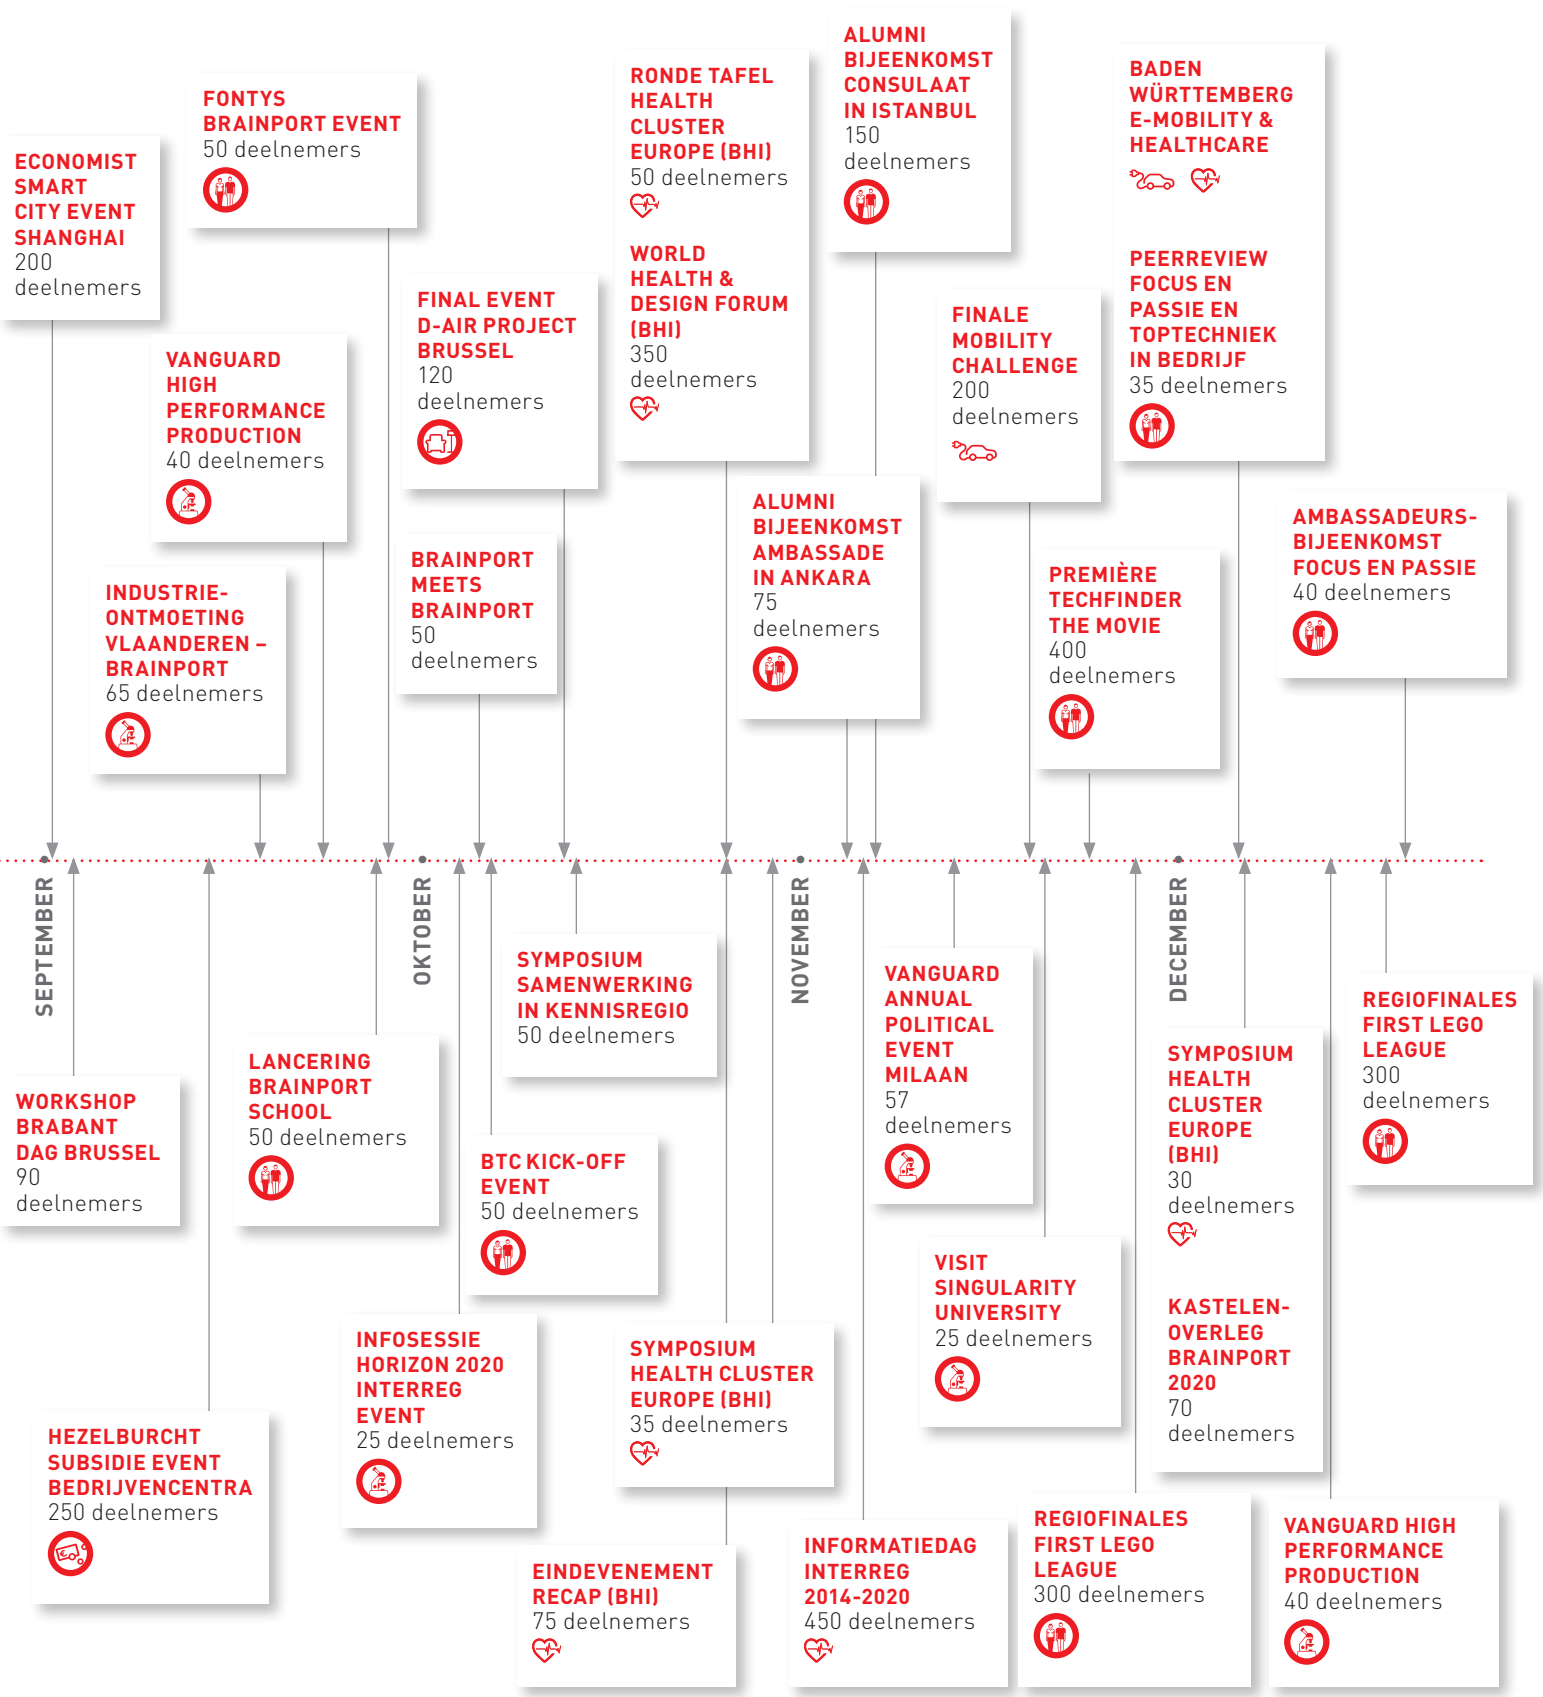 ECONOMIST
SMART
CITY EVENT
SHANGHAI
200
deelnemers
FONTYS
BRAINPORT EVENT
50 deelnemers
VANGUARD
HIGH
PERFORMANCE
PRODUCTION
40 deelnemers
INDUSTRIE-
ONTMOETING
VLAANDEREN –
BRAINPORT
65 deelnemers
FINAL EVENT
D-AIR PROJECT
BRUSSEL
120
deelnemers
BRAINPORT
MEETS
BRAINPORT
50
deelnemers
RONDE TAFEL
HEALTH
CLUSTER
EUROPE (BHI)
50 deelnemers
WORLD
HEALTH &
DESIGN FORUM
(BHI)
350
deelnemers
ALUMNI
BIJEENKOMST
CONSULAAT
IN ISTANBUL
150
deelnemers
ALUMNI
BIJEENKOMST
AMBASSADE
IN ANKARA
75
deelnemers
FINALE
MOBILITY
CHALLENGE
200
deelnemers
PREMIÈRE
TECHFINDER
THE MOVIE
400
deelnemers
BADEN
WÜRTTEMBERG
E-MOBILITY &
HEALTHCARE
PEERREVIEW
FOCUS EN
PASSIE EN
TOPTECHNIEK
IN BEDRIJF
35 deelnemers
AMBASSADEURS-
BIJEENKOMST
FOCUS EN PASSIE
40 deelnemers
SEPTEMBER
OKTOBER
NOVEMBER
DECEMBER
WORKSHOP
BRABANT
DAG BRUSSEL
90
deelnemers
HEZELBURCHT
SUBSIDIE EVENT
BEDRIJVENCENTRA
250 deelnemers
LANCERING
BRAINPORT
SCHOOL
50 deelnemers
INFOSESSIE
HORIZON 2020
INTERREG
EVENT
25 deelnemers
BTC KICK-OFF
EVENT
50 deelnemers
SYMPOSIUM
SAMENWERKING
IN KENNISREGIO
50 deelnemers
EINDEVENEMENT
RECAP (BHI)
75 deelnemers
SYMPOSIUM
HEALTH CLUSTER
EUROPE (BHI)
35 deelnemers
INFORMATIEDAG
INTERREG
2014-2020
450 deelnemers
VANGUARD
ANNUAL
POLITICAL
EVENT
MILAAN
57
deelnemers
VISIT
SINGULARITY
UNIVERSITY
25 deelnemers
REGIOFINALES
FIRST LEGO
LEAGUE
300 deelnemers
SYMPOSIUM
HEALTH
CLUSTER
EUROPE
(BHI)
30
deelnemers
KASTELEN-
OVERLEG
BRAINPORT
2020
70
deelnemers
VANGUARD HIGH
PERFORMANCE
PRODUCTION
40 deelnemers
REGIOFINALES
FIRST LEGO
LEAGUE
300
deelnemers